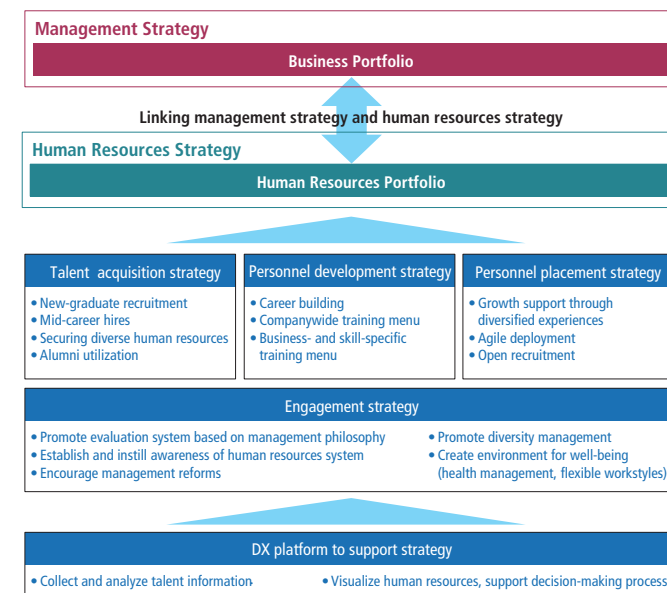 Management Strategy
Business Portfolio
Linking management strategy and human resources strategy
Human Resources Strategy
Human Resources Portfolio
Talent acquisition strategy
• New-graduate recruitment
• Mid-career hires
• Securing diverse human resources
• Alumni utilization
Personnel development strategy
• Career building
• Companywide training menu
• Business- and skill-specific
training menu
Personnel placement strategy
• Growth support through
diversified experiences
• Agile deployment
• Open recruitment
Engagement strategy
• Promote evaluation system based on management philosophy
• Establish and instill awareness of human resources system
• Encourage management reforms
• Promote diversity management
• Create environment for well-being
(health management, flexible workstyles)
DX platform to support strategy
• Collect and analyze talent information
• Visualize human resources, support decision-making process